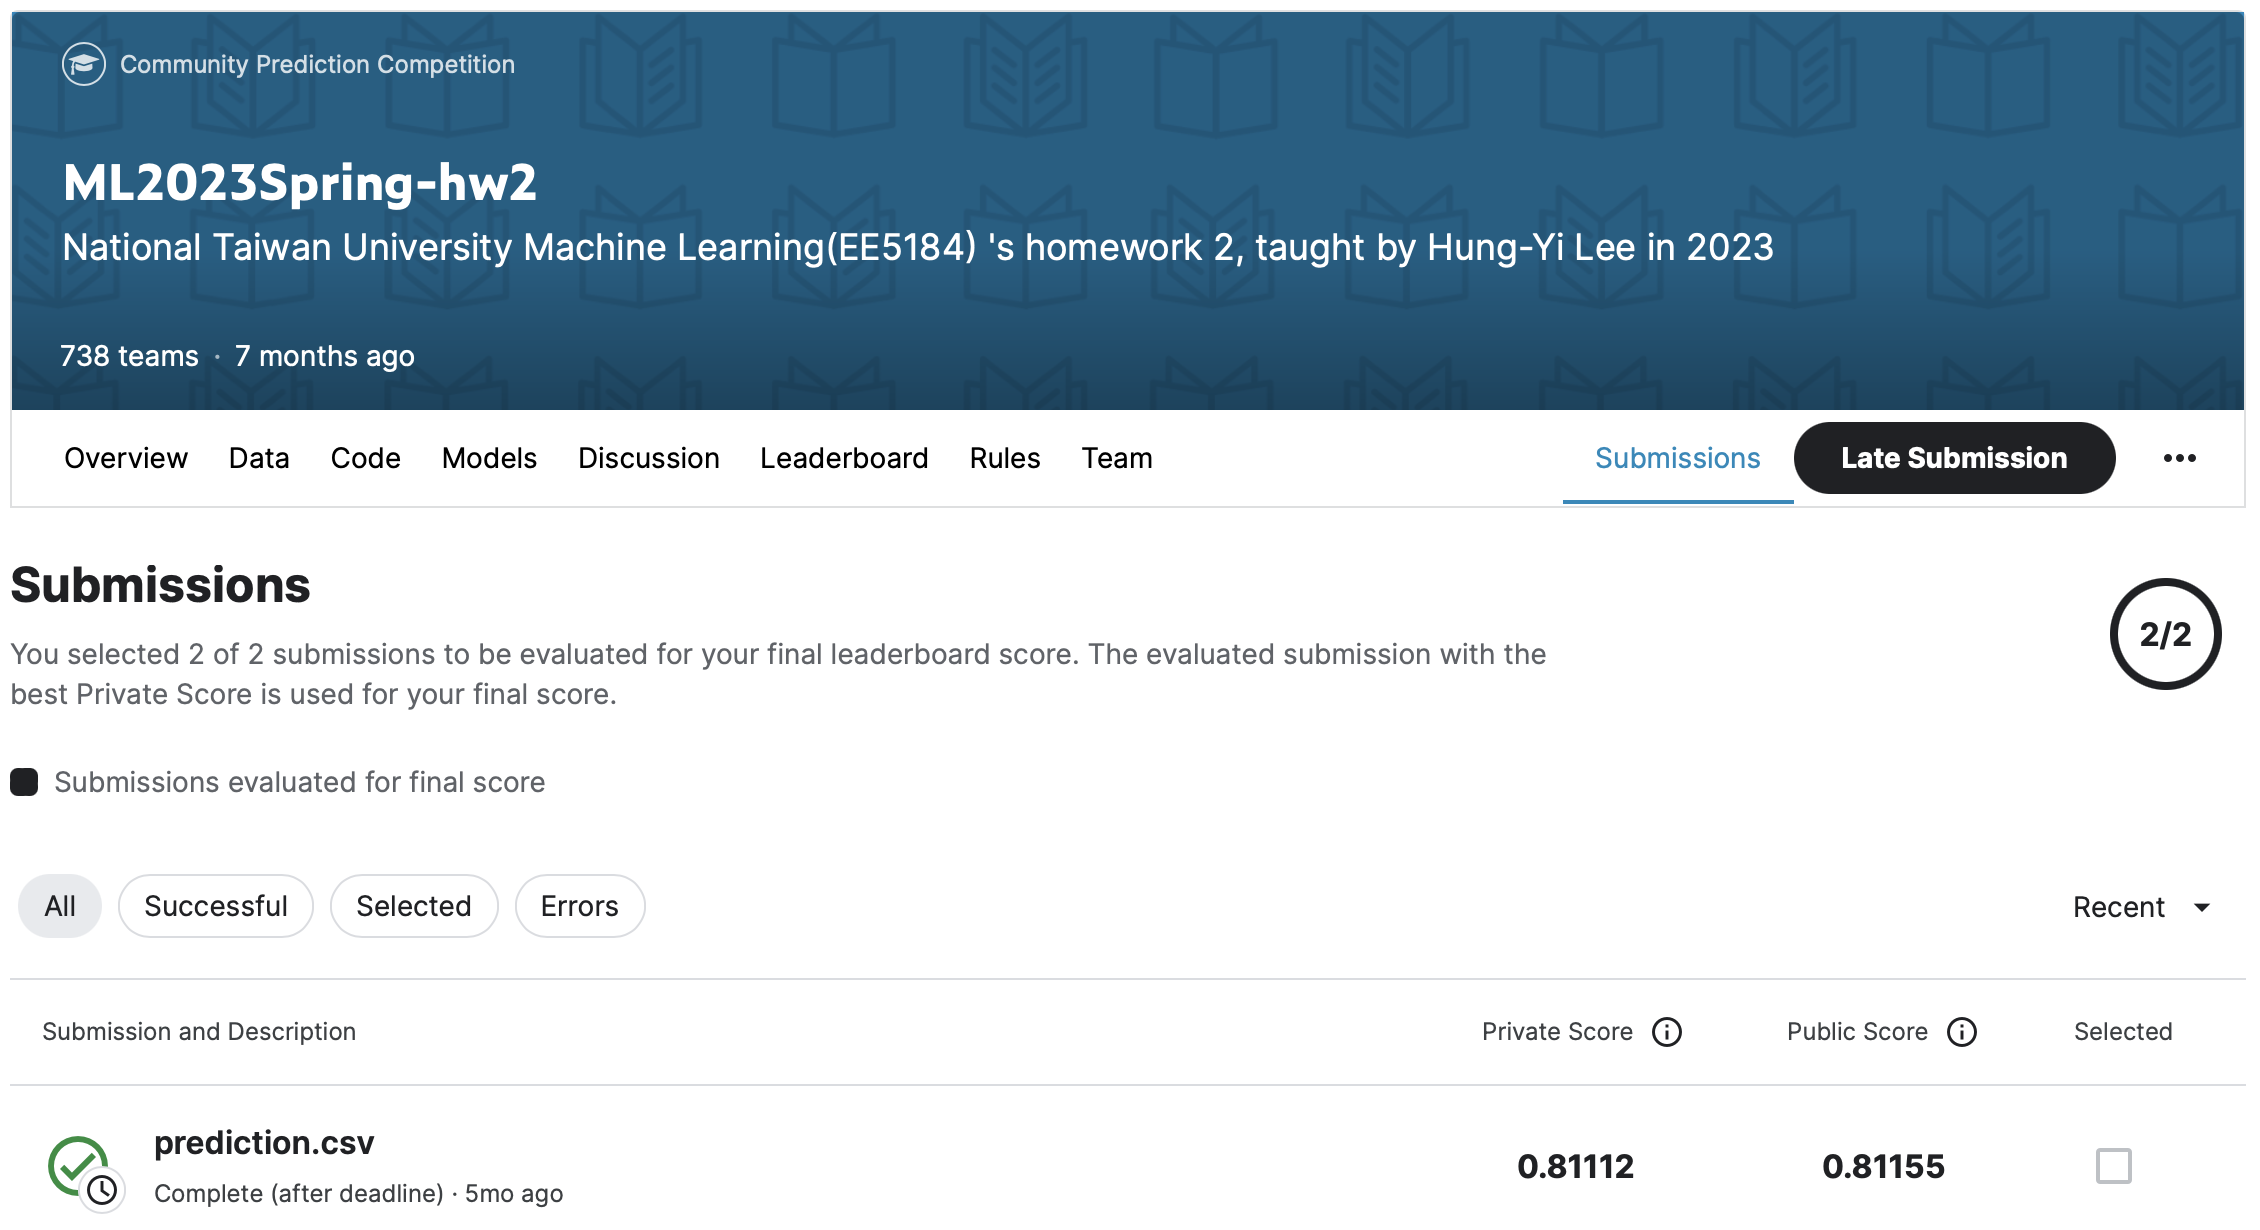 Community Prediction Competition
ML2023Spring-hw2
National Taiwan University Machine Learning(EE5184) 's homework 2, taught by Hung-Yi Lee in 2023
738 teams · 7 months ago
Overview Data Code Models Discussion Leaderboard Rules Team Submissions Late Submission •••
Submissions
2/2
You selected 2 of 2 submissions to be evaluated for your final leaderboard score. The evaluated submission with the
best Private Score is used for your final score.
Submissions evaluated for final score
All Successful Selected Errors Recent
Submission and Description Private Score Public Score Selected
prediction.csv
Complete (after deadline) · 5mo ago
0.81112 0.81155